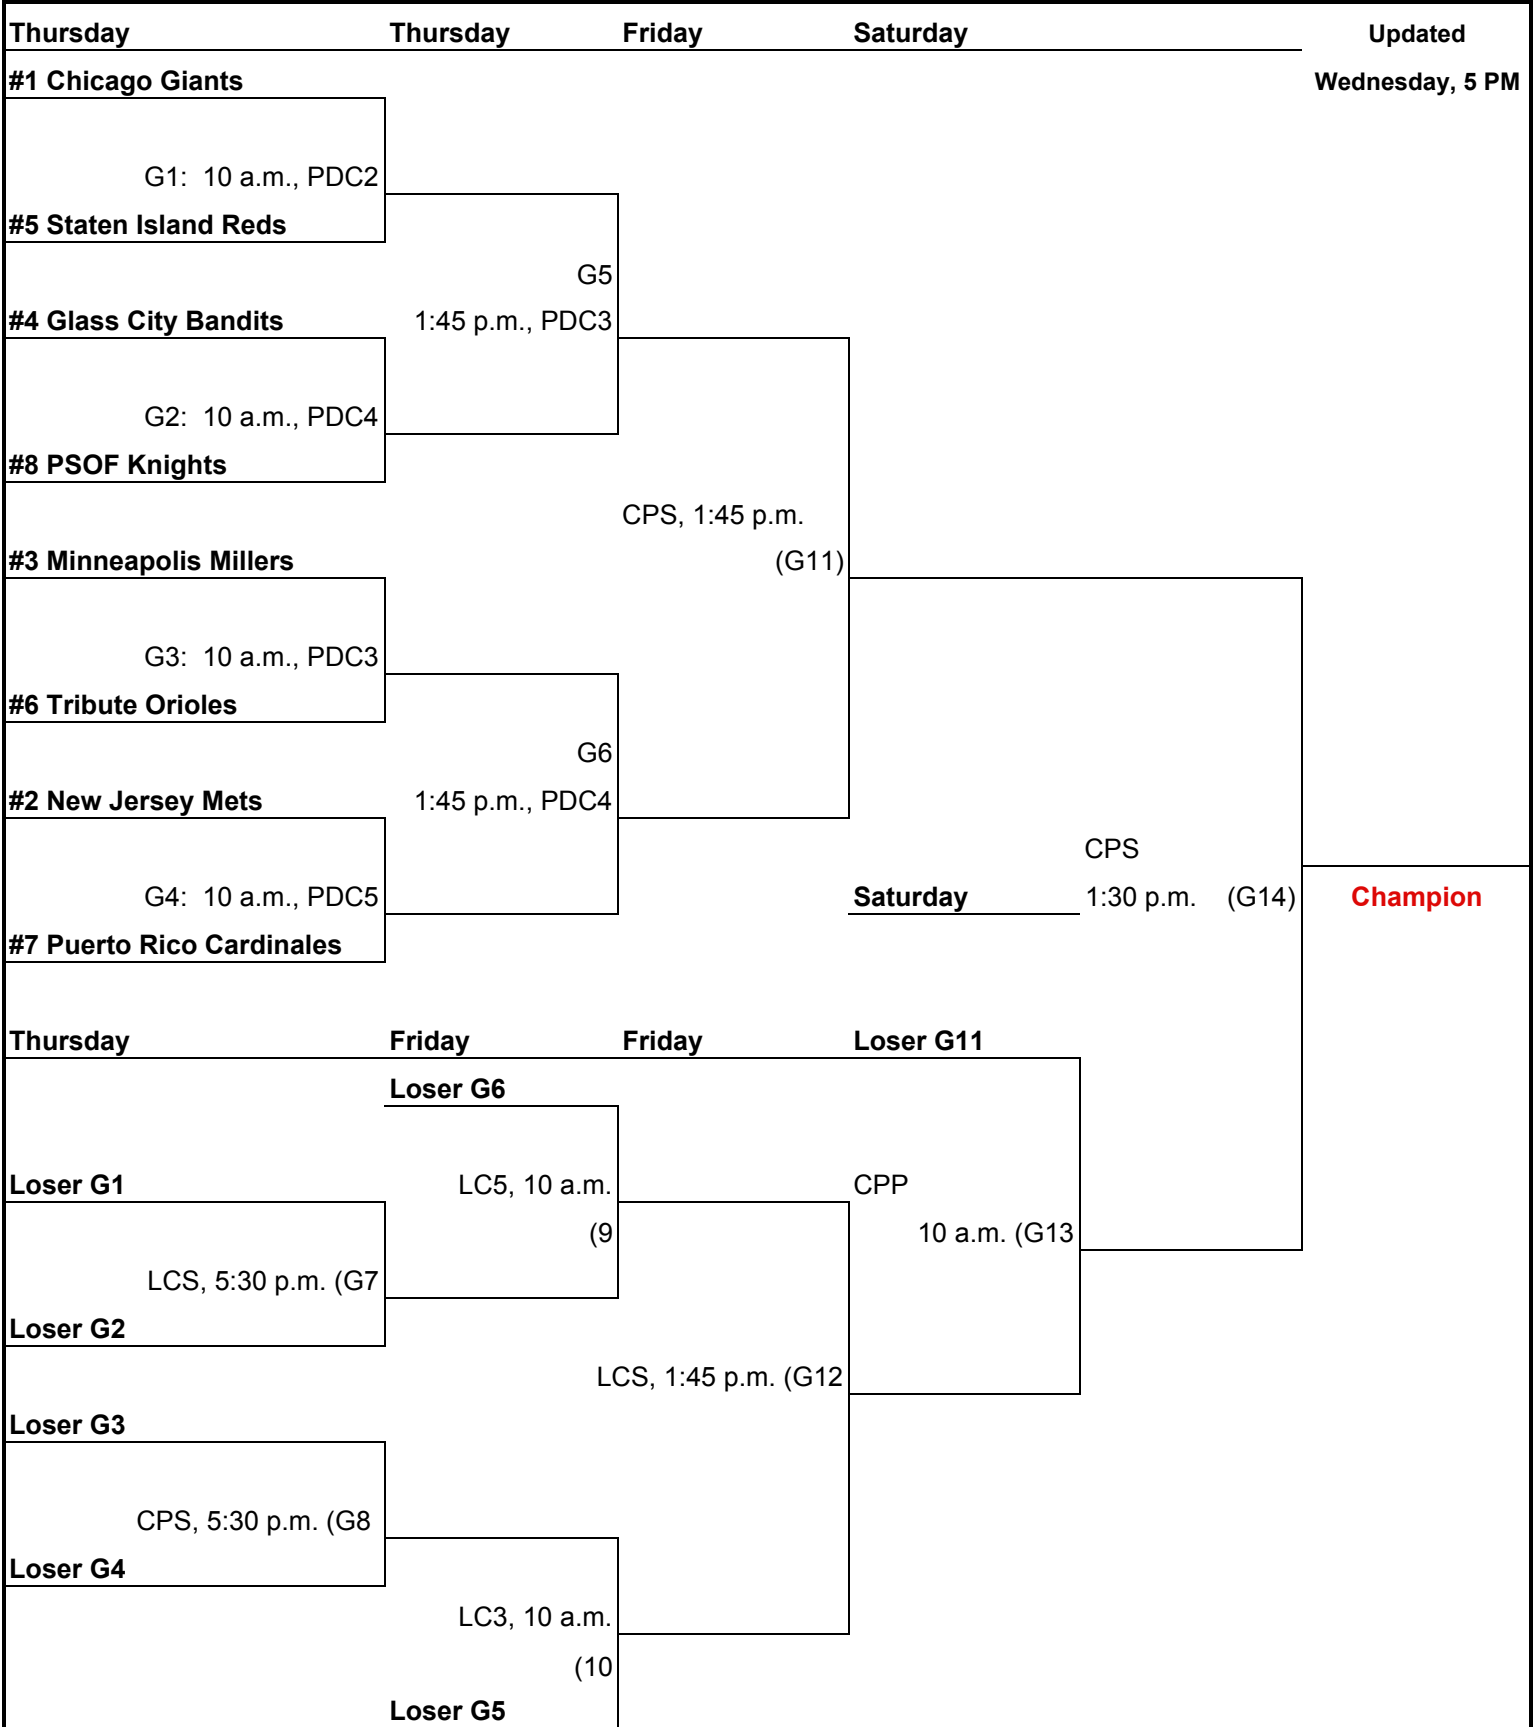 Thursday Thursday Friday Saturday Updated
#1 Chicago Giants Wednesday, 5 PM
G1:  10 a.m., PDC2
#5 Staten Island Reds
G5
#4 Glass City Bandits 1:45 p.m., PDC3
G2:  10 a.m., PDC4
#8 PSOF Knights
CPS, 1:45 p.m.
#3 Minneapolis Millers (G11)
G3:  10 a.m., PDC3
#6 Tribute Orioles
G6
#2 New Jersey Mets 1:45 p.m., PDC4
CPS
G4:  10 a.m., PDC5 Saturday 1:30 p.m. (G14) Champion
#7 Puerto Rico Cardinales
Thursday Friday Friday Loser G11
Loser G6
Loser G1 LC5, 10 a.m. CPP
(9 10 a.m. (G13
LCS, 5:30 p.m. (G7
Loser G2
LCS, 1:45 p.m. (G12
Loser G3
CPS, 5:30 p.m. (G8
Loser G4
LC3, 10 a.m.
(10
Loser G5